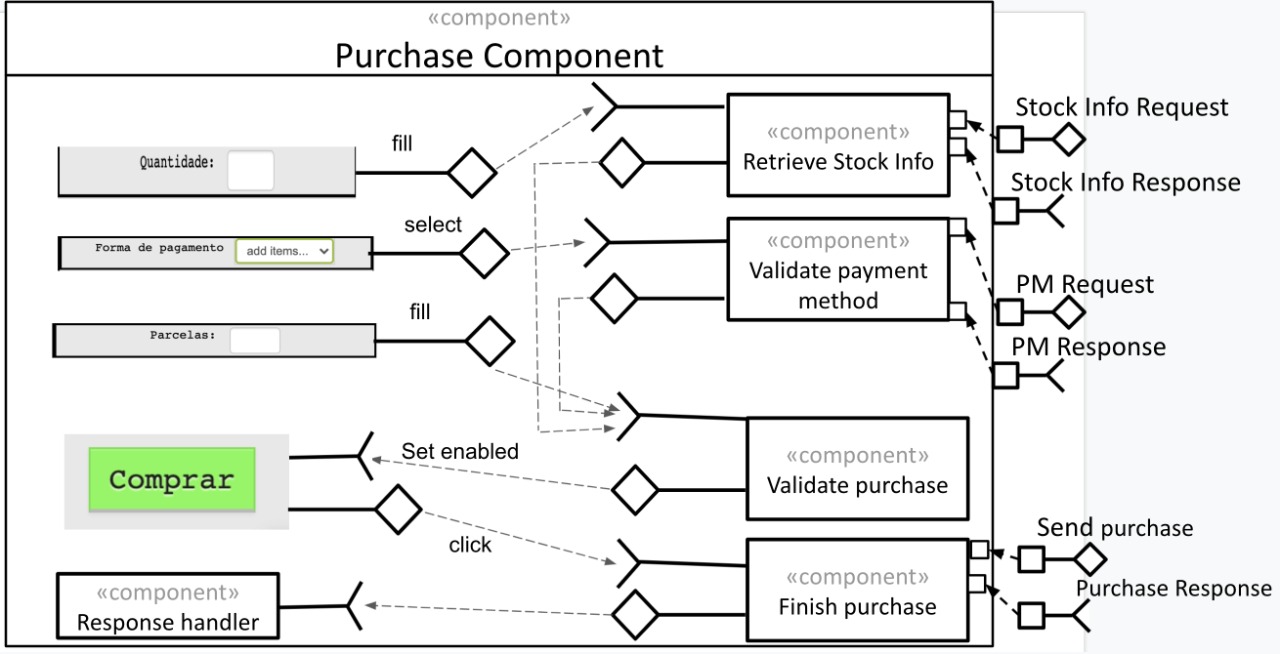 «component»
Purchase Component
Quantidade:
fill
«component»
Retrieve Stock Info
Stock Info Request
Stock Info Response
Forma de pagamento
add items...
select
«component»
Validate payment
method
PM Request
PM Response
Parcelas:
fill
Comprar
Set enabled
click
«component»
Validate purchase
«component»
Response handler
«component»
Finish purchase
Send purchase
Purchase Response